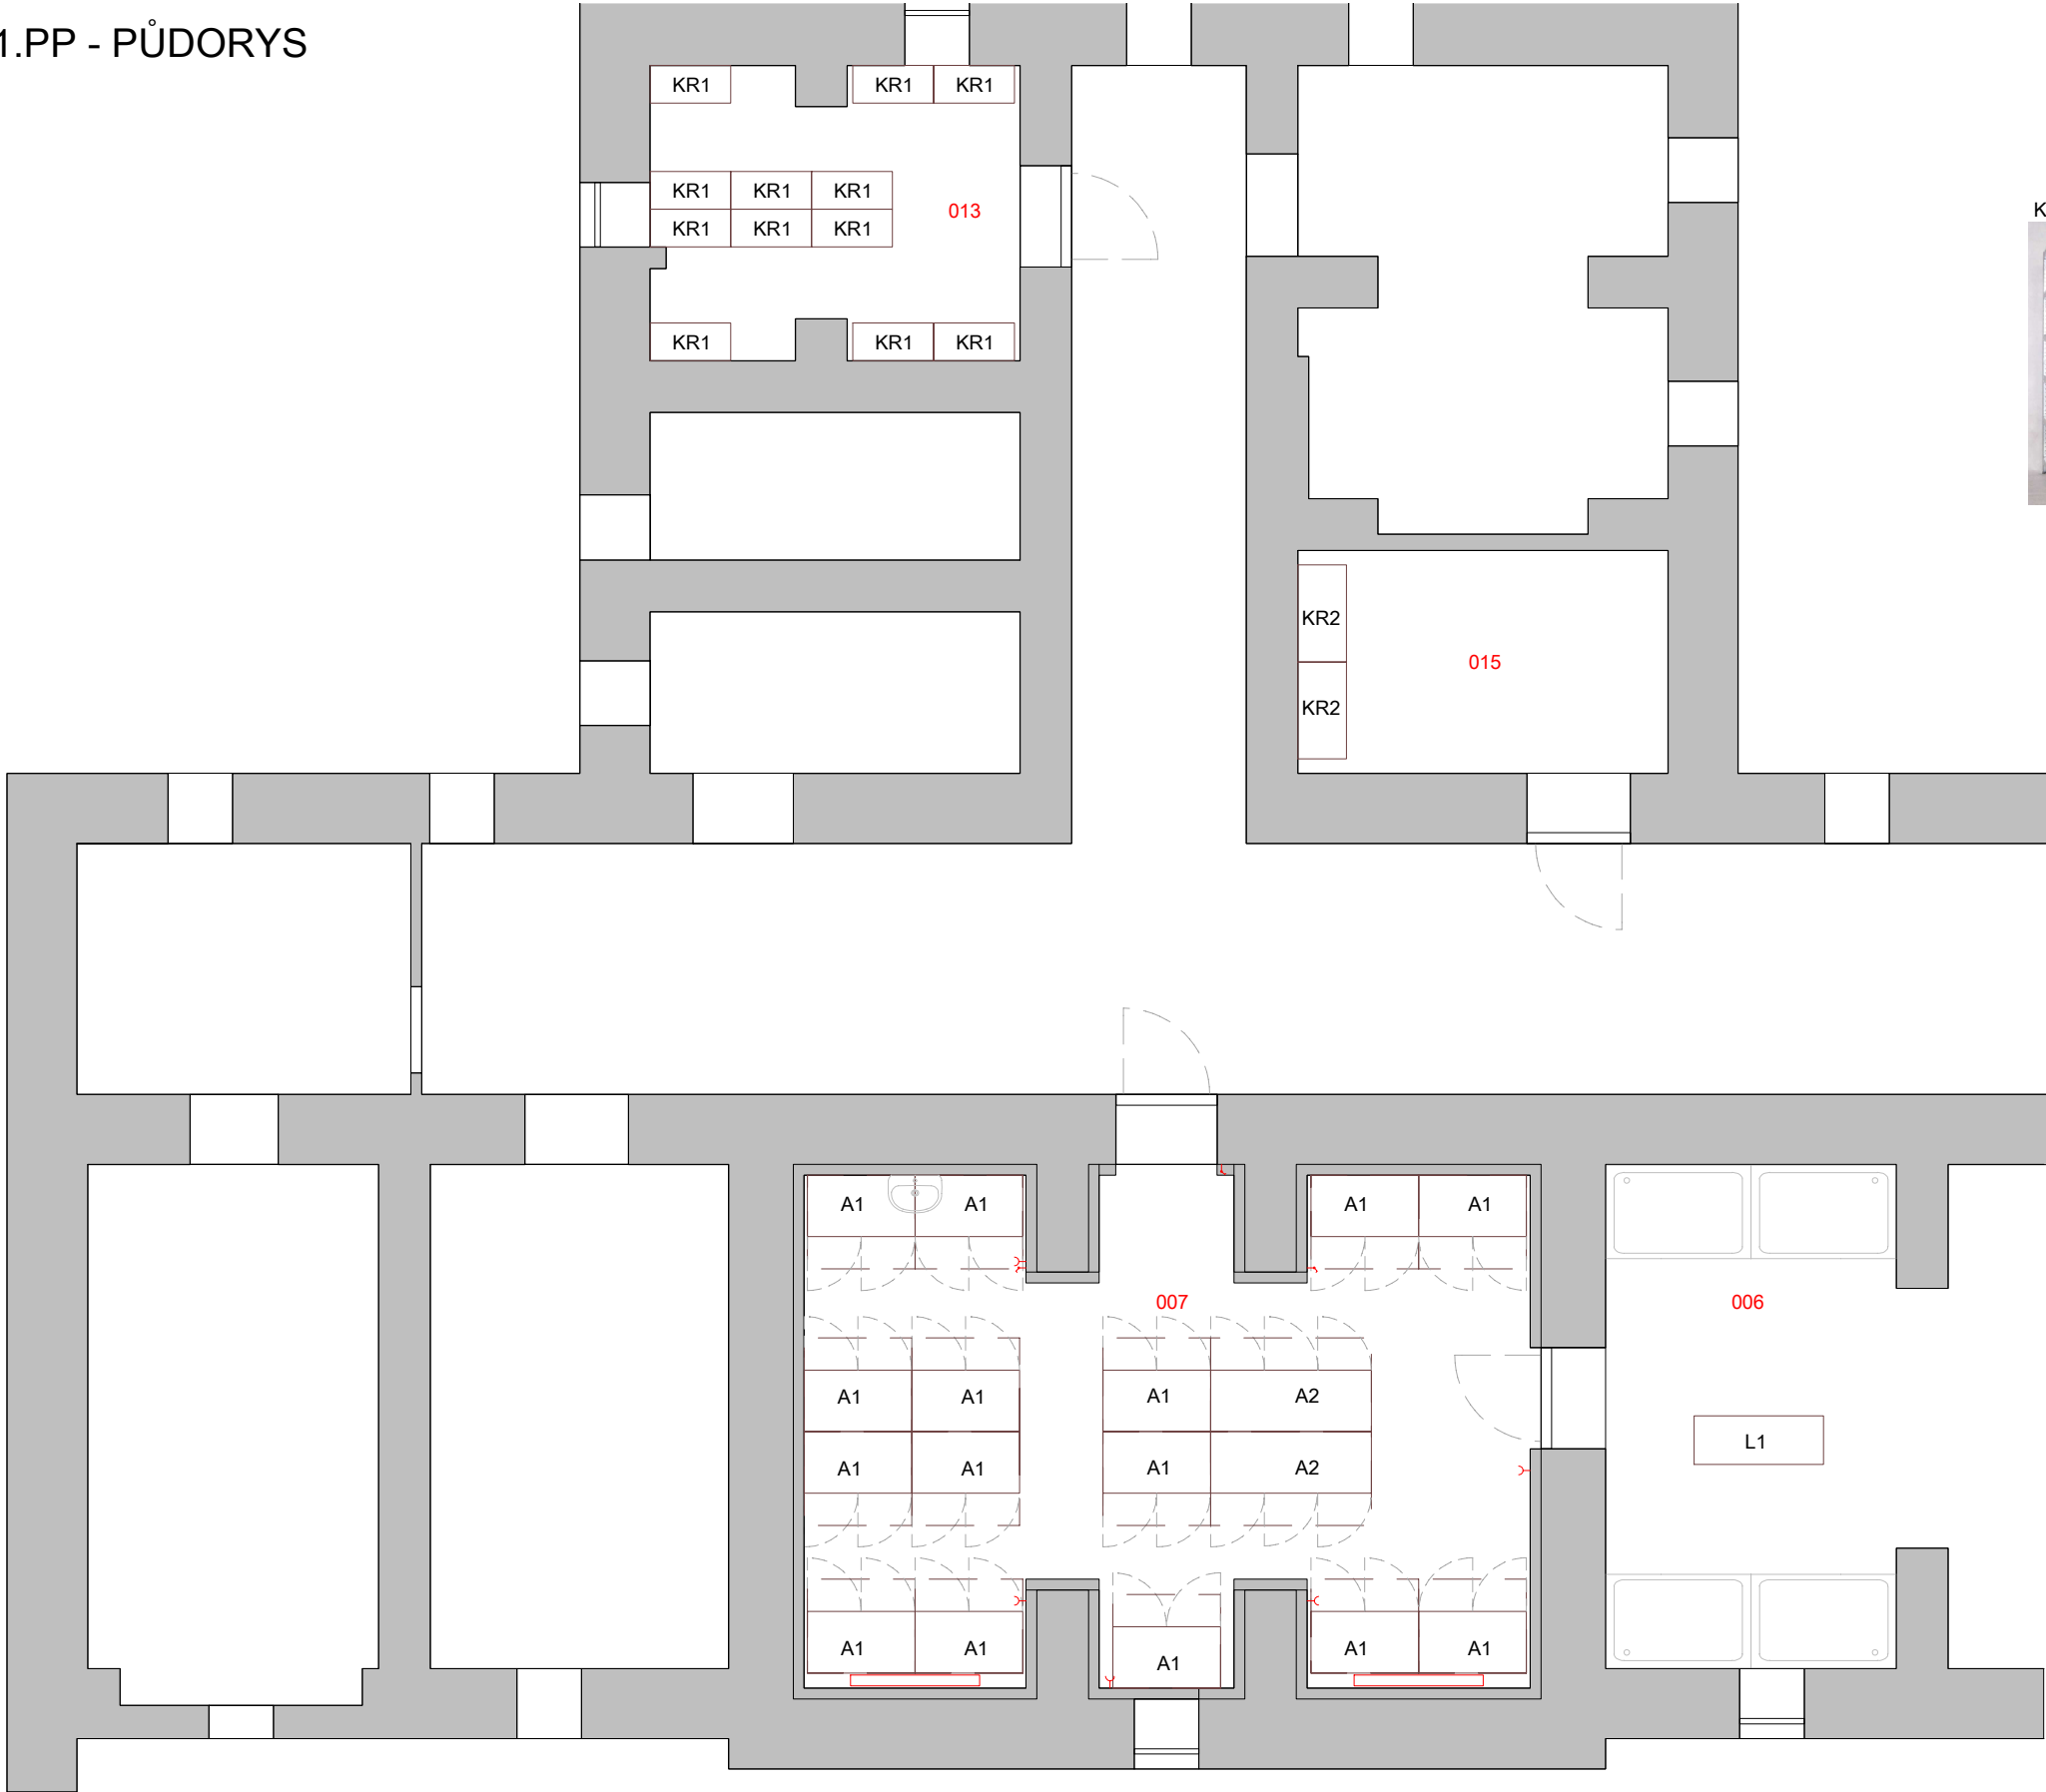 1.PP - PŮDORYS
KR1 KR1 KR1
KR1 KR1 KR1
013
KR1 KR1 KR1
KR1 KR1 KR1
K
KR2
015
KR2
A1 A1 A1 A1
007 006
A1 A1 A1 A2
L1
A1 A1 A1 A2
A1 A1 A1 A1 A1